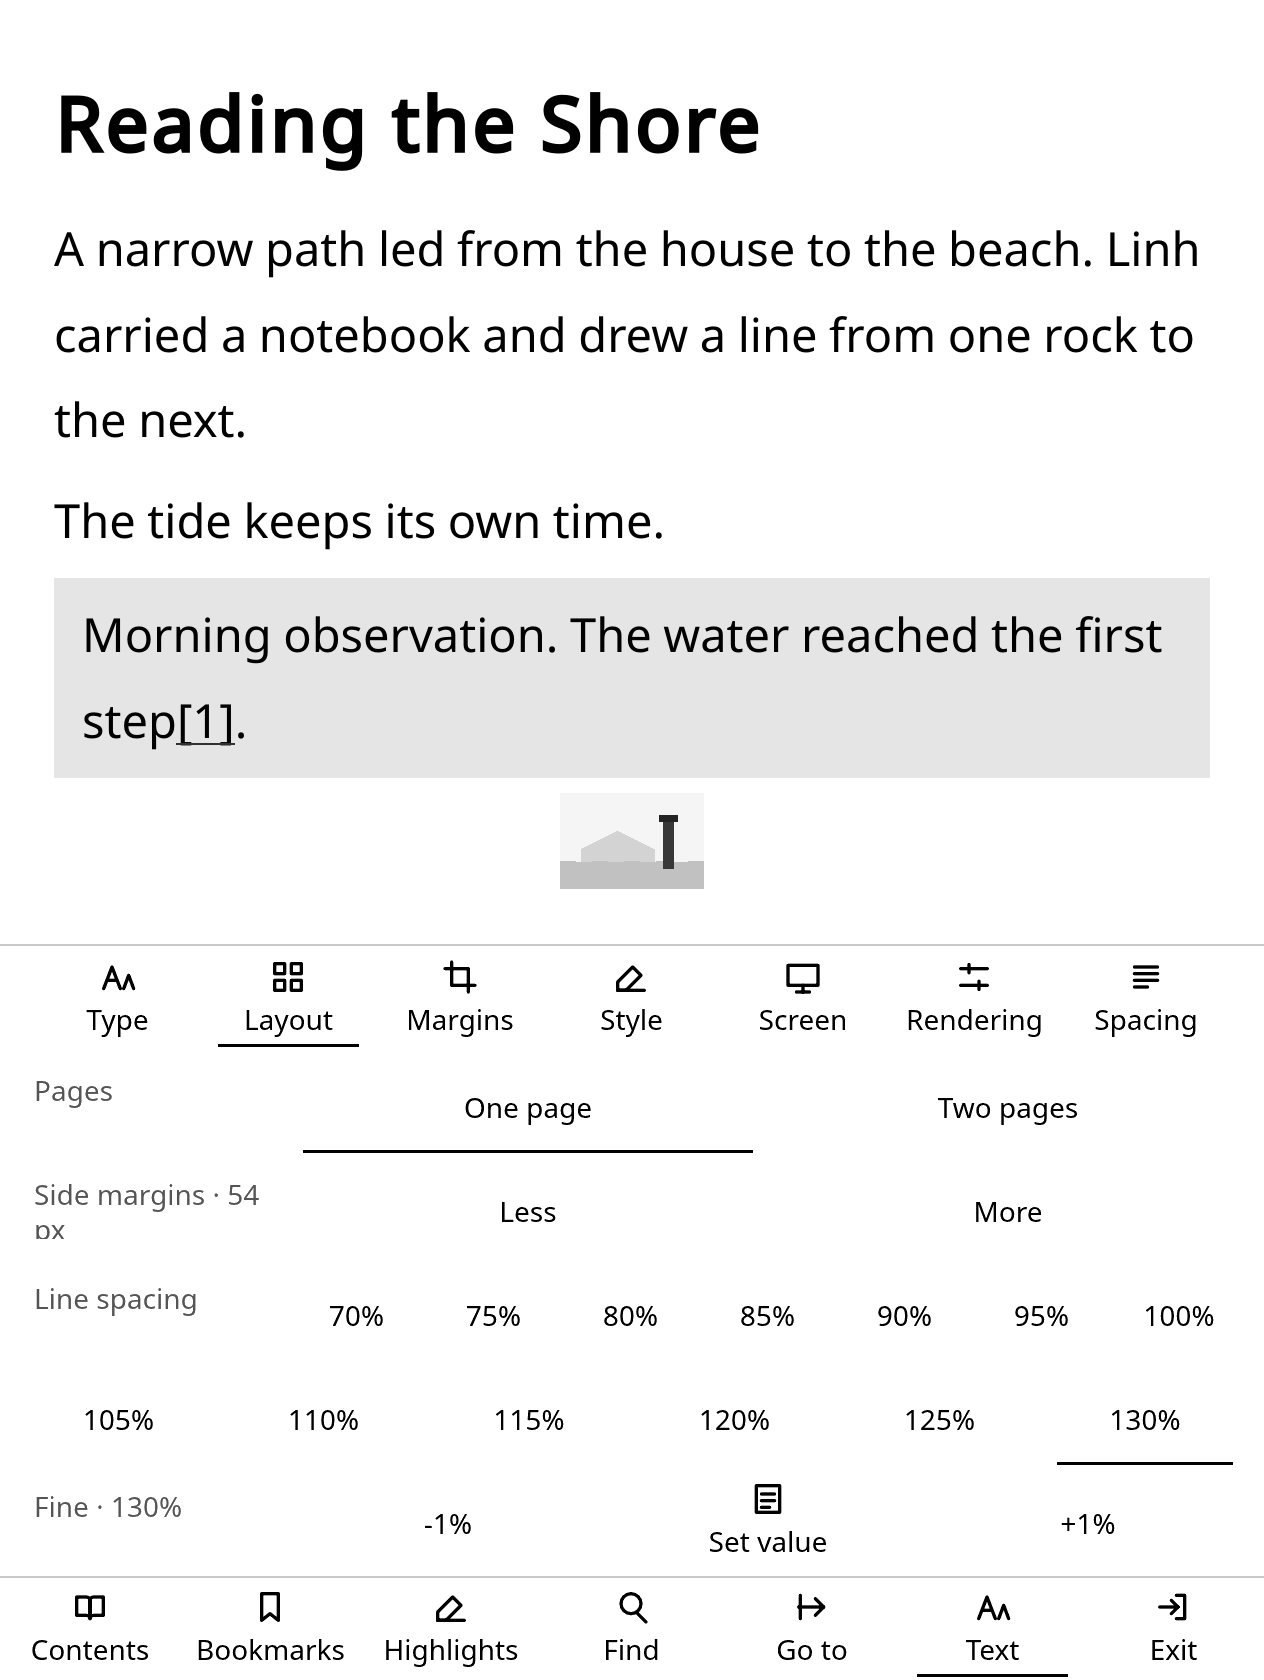 Reading the Shore
A narrow path led from the house to the beach. Linh
carried a notebook and drew a line from one rock to
the next.
The tide keeps its own time.
Morning observation. The water reached the first
step[1].
Type Layout Margins Style Screen Rendering Spacing
Pages One page Two pages
Side margins · 54
px
Less More
Line spacing 70% 75% 80% 85% 90% 95% 100%
105% 110% 115% 120% 125% 130%
Fine · 130% -1% Set value +1%
Contents Bookmarks Highlights Find Go to Text Exit